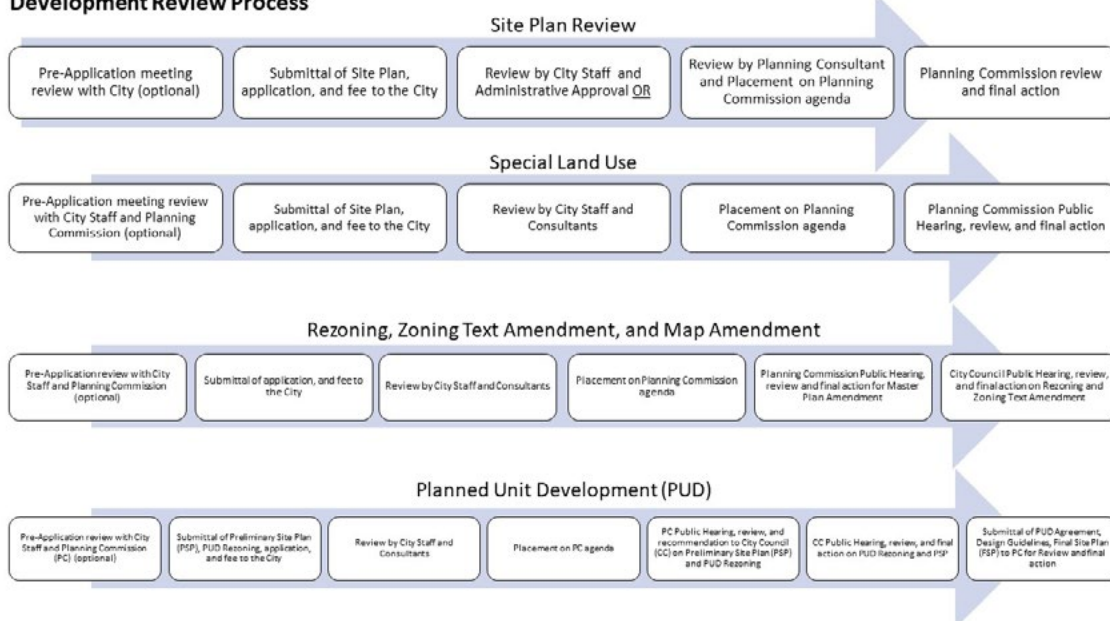 Development Review Process
Site Plan Review
Pre-Application meeting
review with City (optional)
Submittal of Site Plan,
application, and fee to the City
Review by City Staff and
Administrative Approval OR
Review by Planning Consultant
and Placement on Planning
Commission agenda
Planning Commission review
and final action
Special Land Use
Pre-Application meeting review
with City Staff and Planning
Commission (optional)
Submittal of Site Plan,
application, and fee to the City
Review by City Staff and
Consultants
Placement on Planning
Commission agenda
Planning Commission Public
Hearing, review, and final action
Rezoning, Zoning Text Amendment, and Map Amendment
Pre-Application review with City
Staff and Planning Commission
(optional)
Submittal of application, and fee to
the City
Review by City Staff and Consultants
Placement on Planning Commission
agenda
Planning Commission Public Hearing,
review and final action for Master
Plan Amendment
City Council Public Hearing, review,
and final action on Rezoning and
Zoning Text Amendment
Planned Unit Development (PUD)
Pre-Application review with City
Staff and Planning Commission
(PC) (optional)
Submittal of Preliminary Site Plan
(PSP), PUD Rezoning, application,
and fee to the City
Review by City Staff and
Consultants
Placement on PC agenda
PC Public Hearing, review, and
recommendation to City Council
(CC) on Preliminary Site Plan (PSP)
and PUD Rezoning
CC Public Hearing, review, and final
action on PUD Rezoning and PSP
Submittal of PUD Agreement,
Design Guidelines, Final Site Plan
(FSP) to PC for Review and final
action